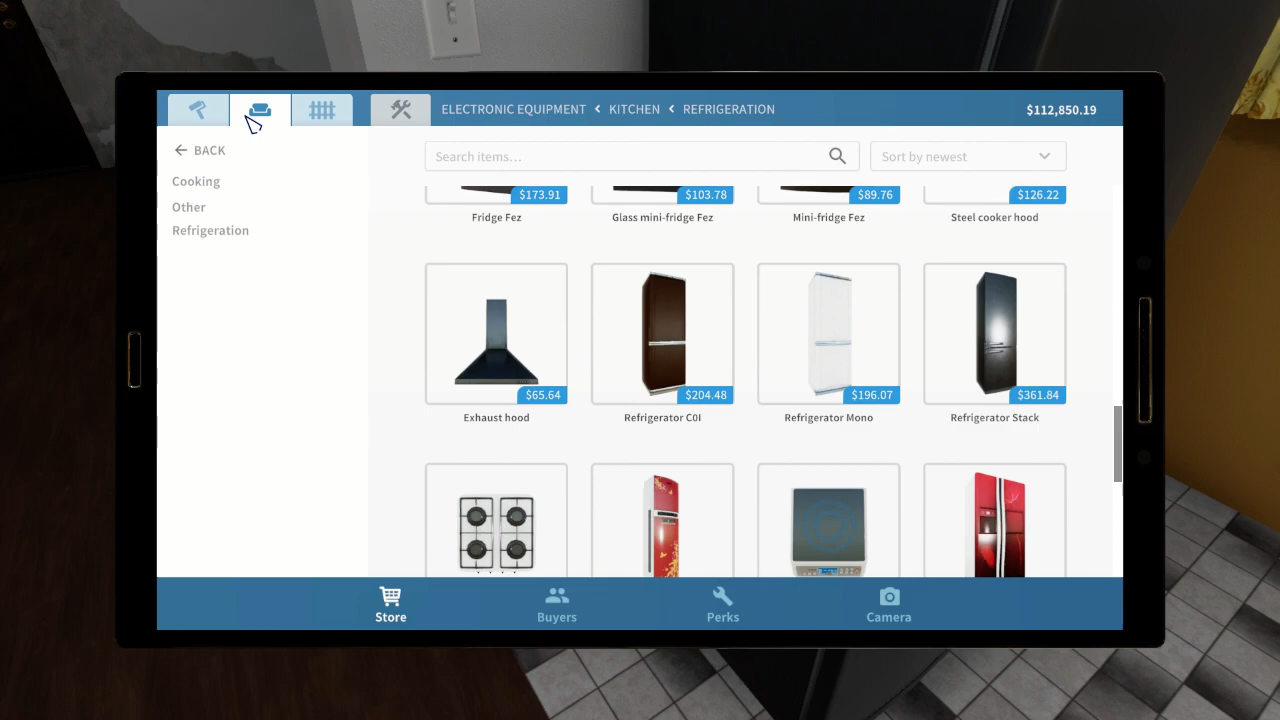 ELECTRONIC EQUIPMENT < KITCHEN < REFRIGERATION
$112,850.19
BACK
Cooking
Other
Refrigeration
Search items...
Sort by newest
$173.91
$103.78
$89.76
$126.22
Fridge Fez
Glass mini-fridge Fez
Mini-fridge Fez
Steel cooker hood
$65.64
$204.48
$196.07
$361.84
Exhaust hood
Refrigerator C0I
Refrigerator Mono
Refrigerator Stack
Store
Buyers
Perks
Camera